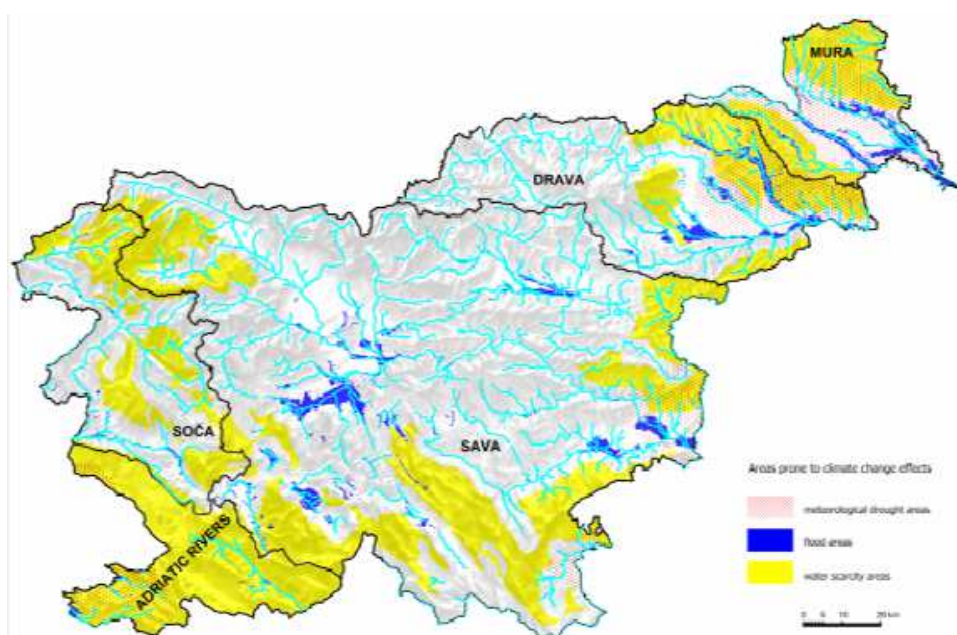 MURA
DRAVA
SOČA
SAVA
ADRIATIC RIVERS
Areas prone to climate change effects
meteorological drought areas
flood areas
water scarcity areas
0 5 10 20 km